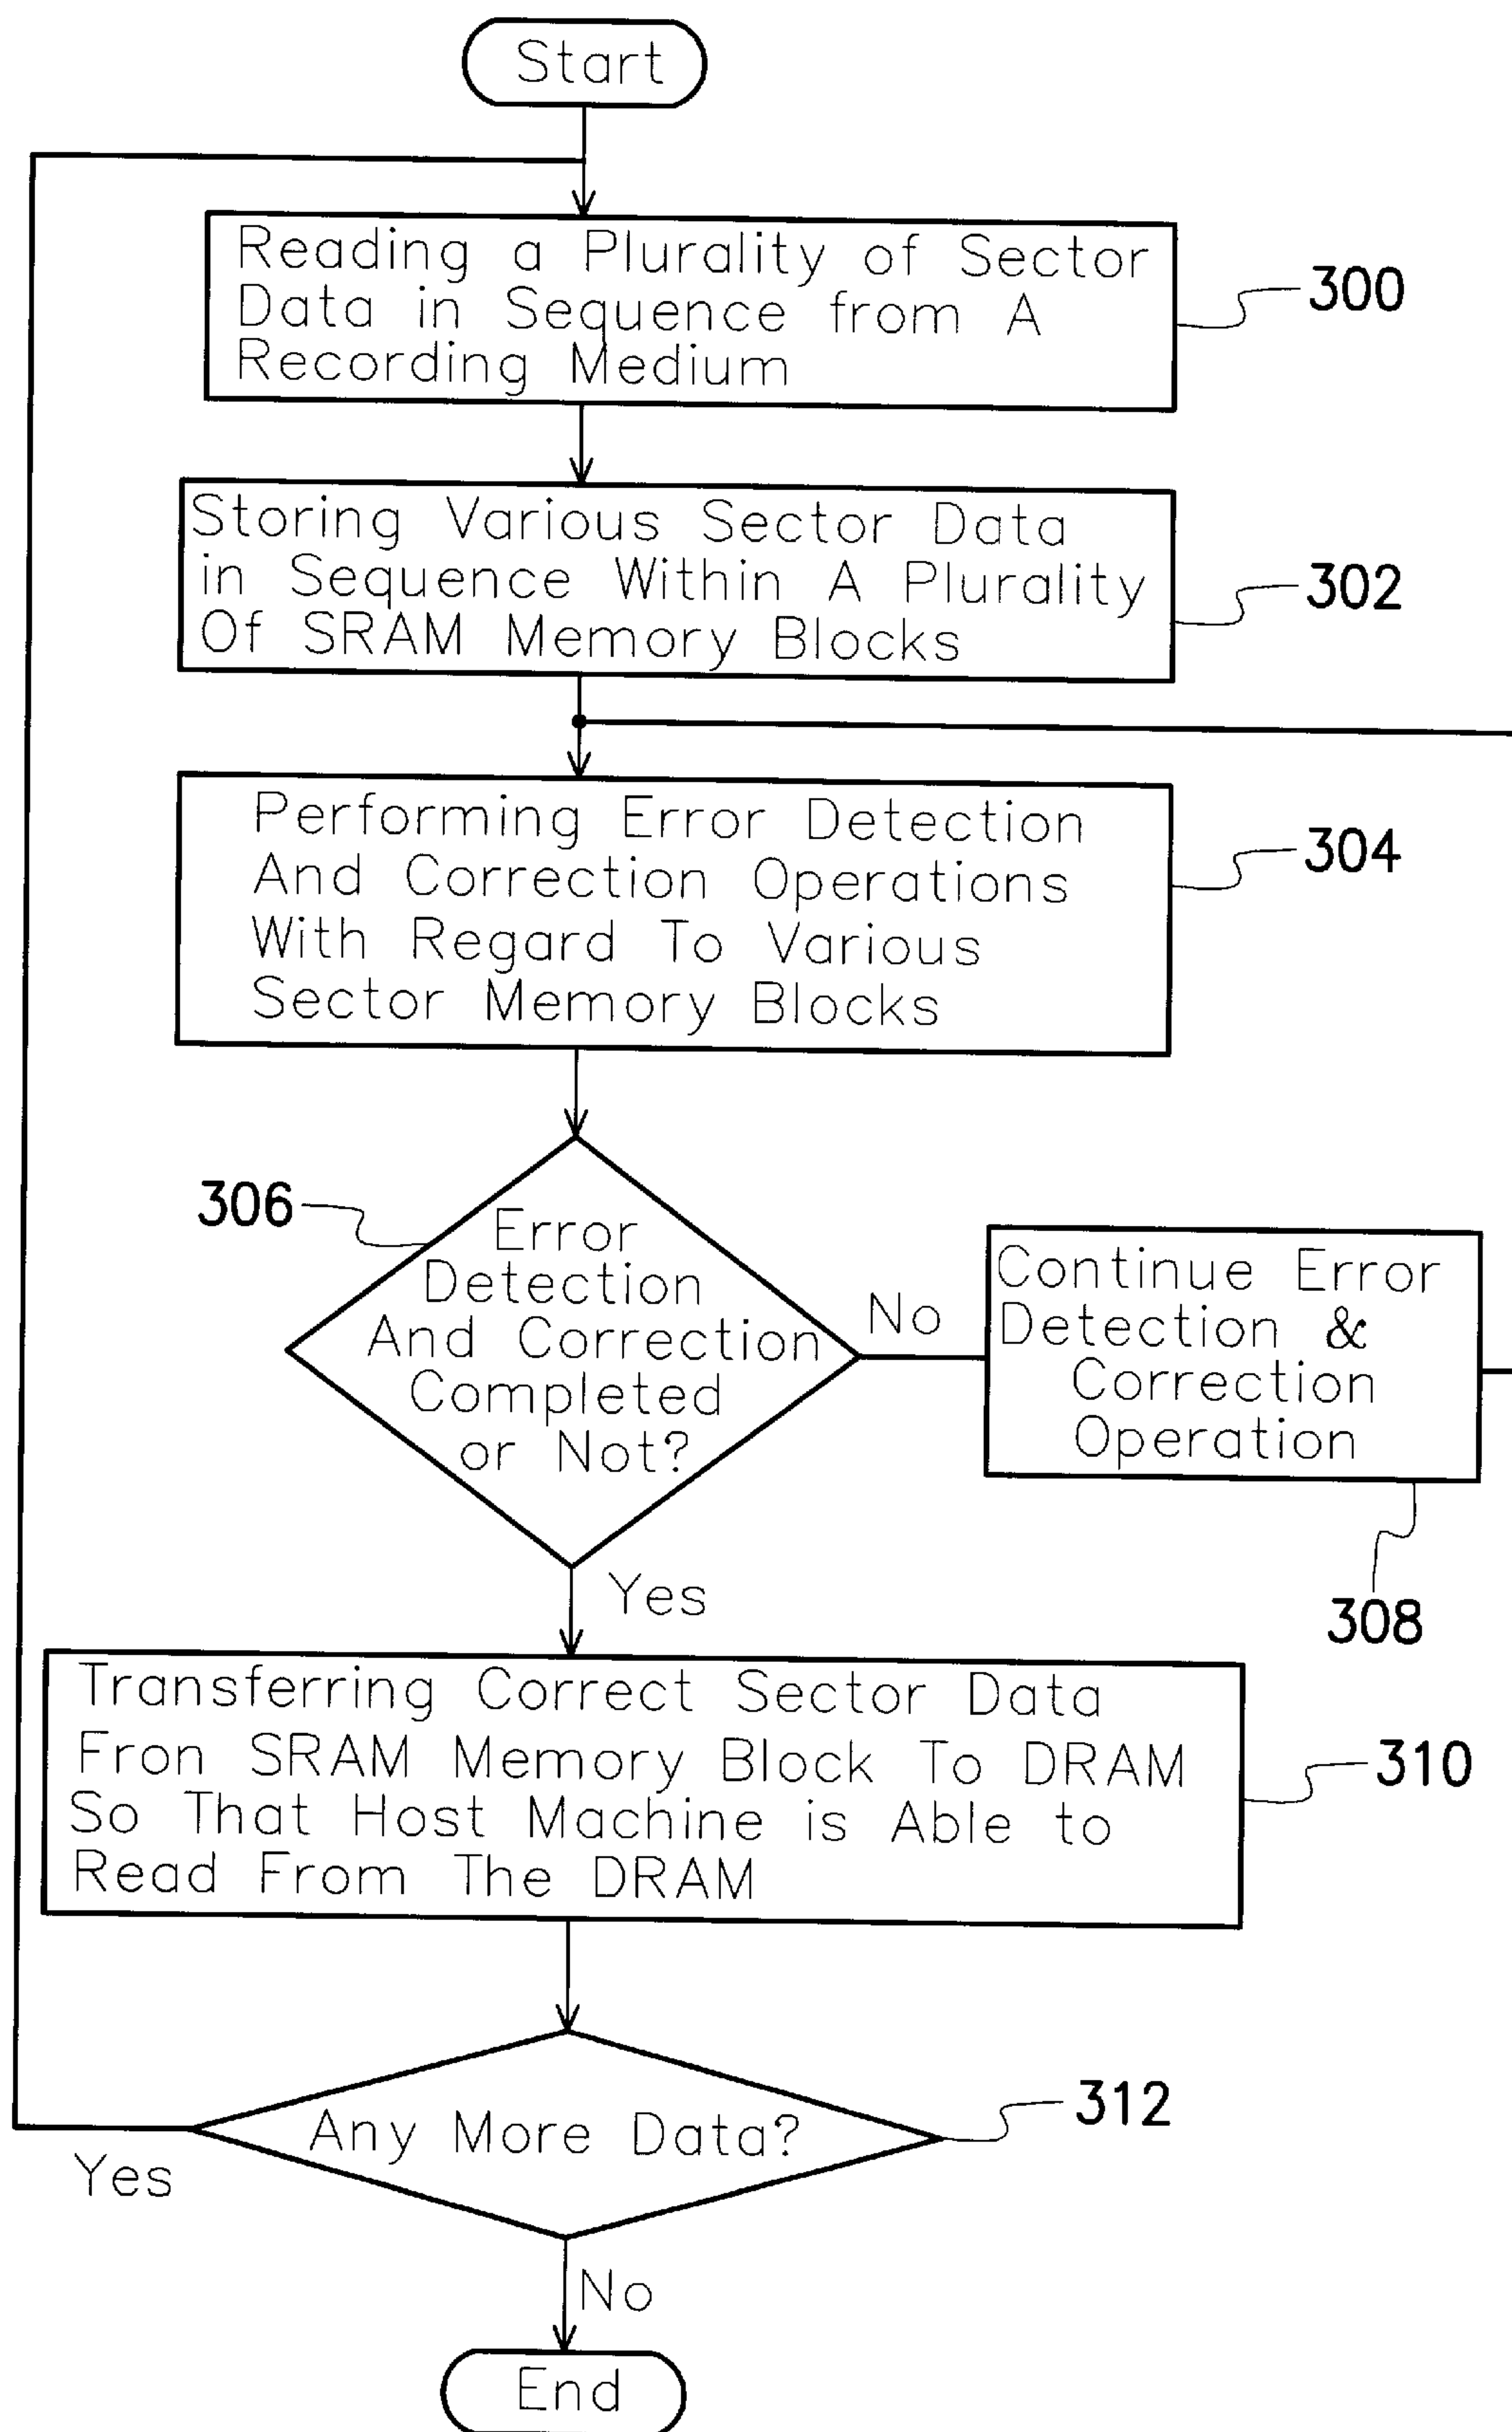 Start
Reading a Plurality of Sector
Data in Sequence from A
Recording Medium
300
Storing Various Sector Data
in Sequence Within A Plurality
Of SRAM Memory Blocks
302
Performing Error Detection
And Correction Operations
With Regard To Various
Sector Memory Blocks
304
306
Error
Detection
And Correction
Completed
or Not?
No
Continue Error
Detection &
Correction
Operation
308
Yes
Transferring Correct Sector Data
Fron SRAM Memory Block To DRAM
So That Host Machine is Able to
Read From The DRAM
310
Any More Data?
312
Yes
No
End